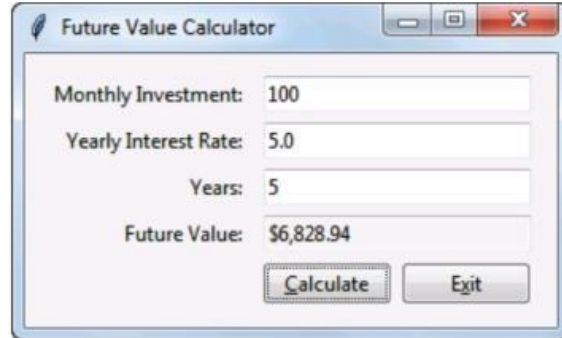 Future Value Calculator
Monthly Investment: 100
Yearly Interest Rate: 5.0
Years: 5
Future Value: $6,828.94
Calculate Exit